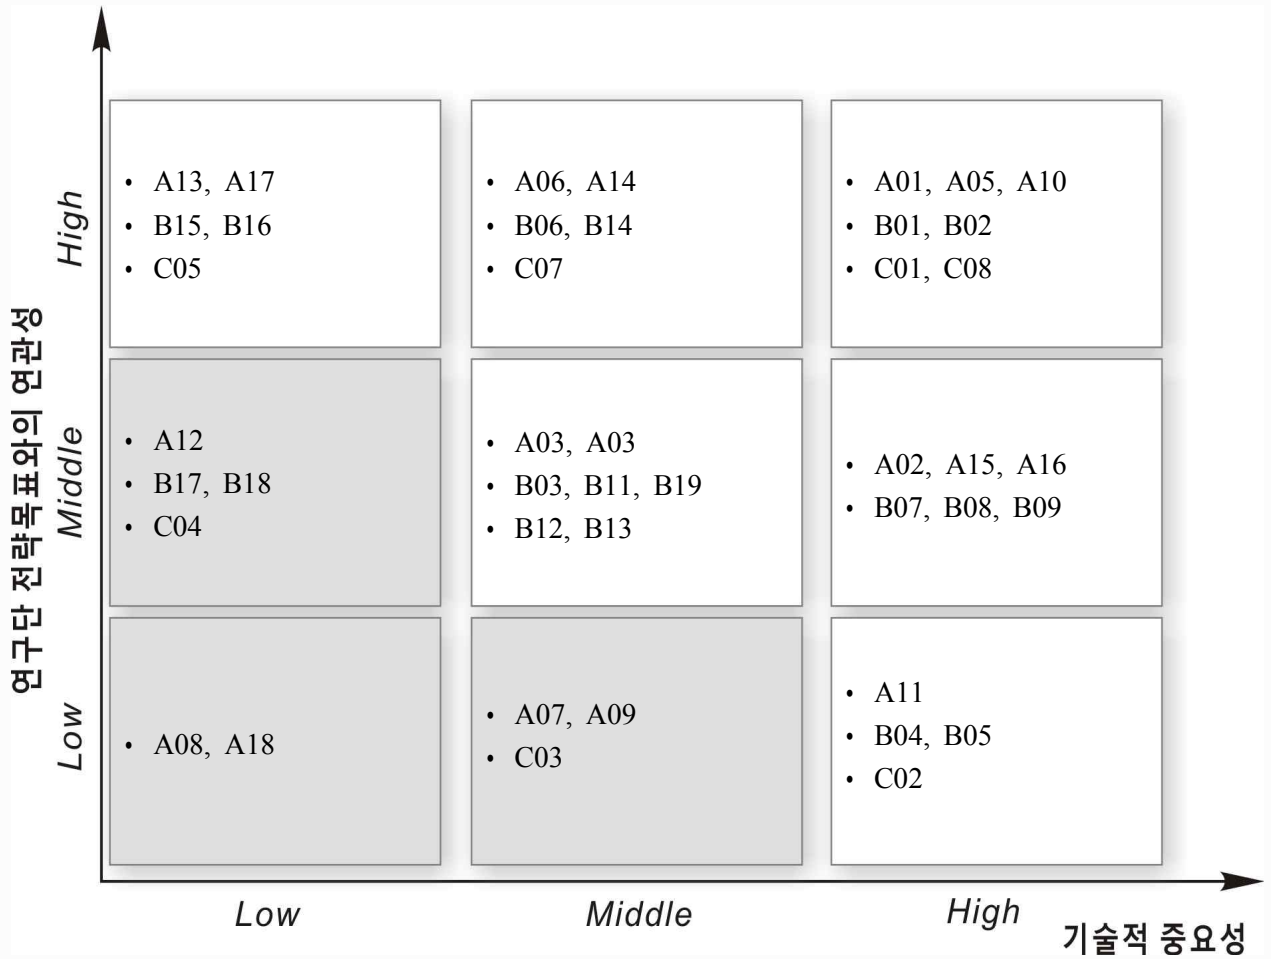 연구단 전략목표와의 연관성
High
• A13, A17
• B15, B16
• C05
• A06, A14
• B06, B14
• C07
• A01, A05, A10
• B01, B02
• C01, C08
Middle
• A12
• B17, B18
• C04
• A03, A03
• B03, B11, B19
• B12, B13
• A02, A15, A16
• B07, B08, B09
Low
• A08, A18
• A07, A09
• C03
• A11
• B04, B05
• C02
Low
Middle
High
기술적 중요성